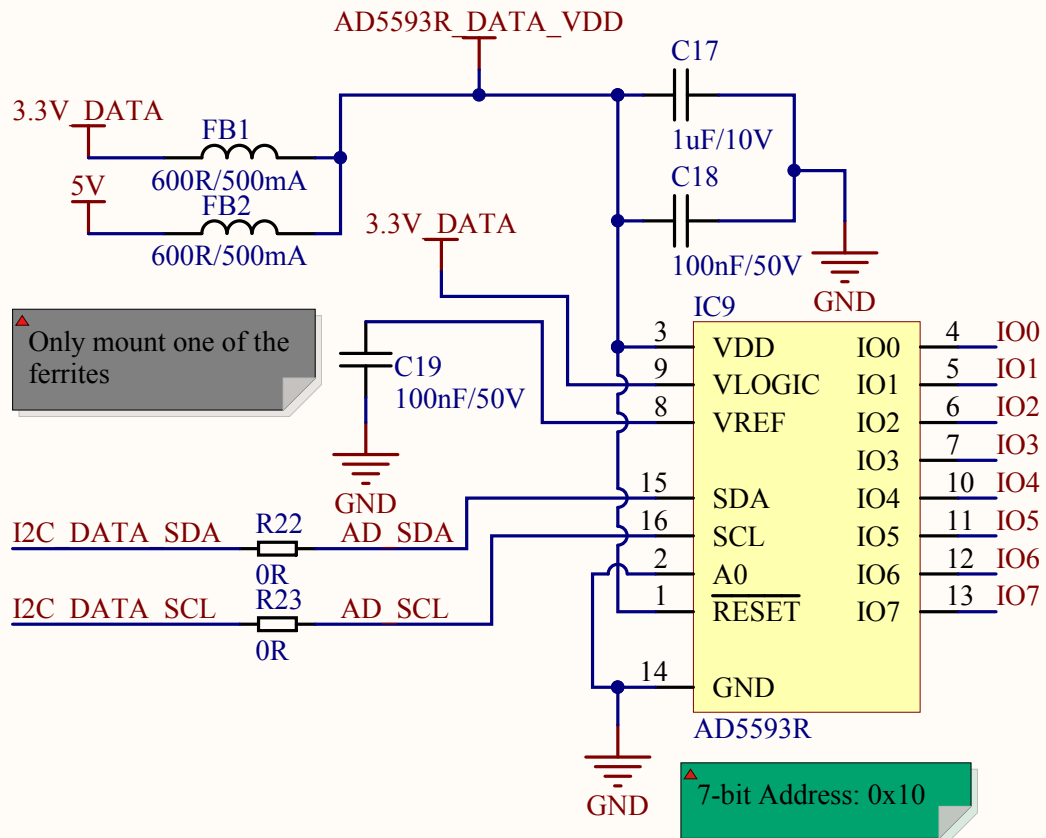 AD5593R_DATA_VDD
C17
1uF/10V
3.3V_DATA
FB1
600R/500mA
5V
FB2
600R/500mA
C18
100nF/50V
GND
3.3V_DATA
Only mount one of the
ferrites
C19
100nF/50V
GND
IC9
3 VDD IO0 4 IO0
9 VLOGIC IO1 5 IO1
8 VREF IO2 6 IO2
IO3 7 IO3
15 SDA IO4 10 IO4
16 SCL IO5 11 IO5
2 A0 IO6 12 IO6
1 RESET IO7 13 IO7
14 GND
AD5593R
I2C_DATA_SDA R22 AD_SDA
0R
I2C_DATA_SCL R23 AD_SCL
0R
GND
7-bit Address: 0x10